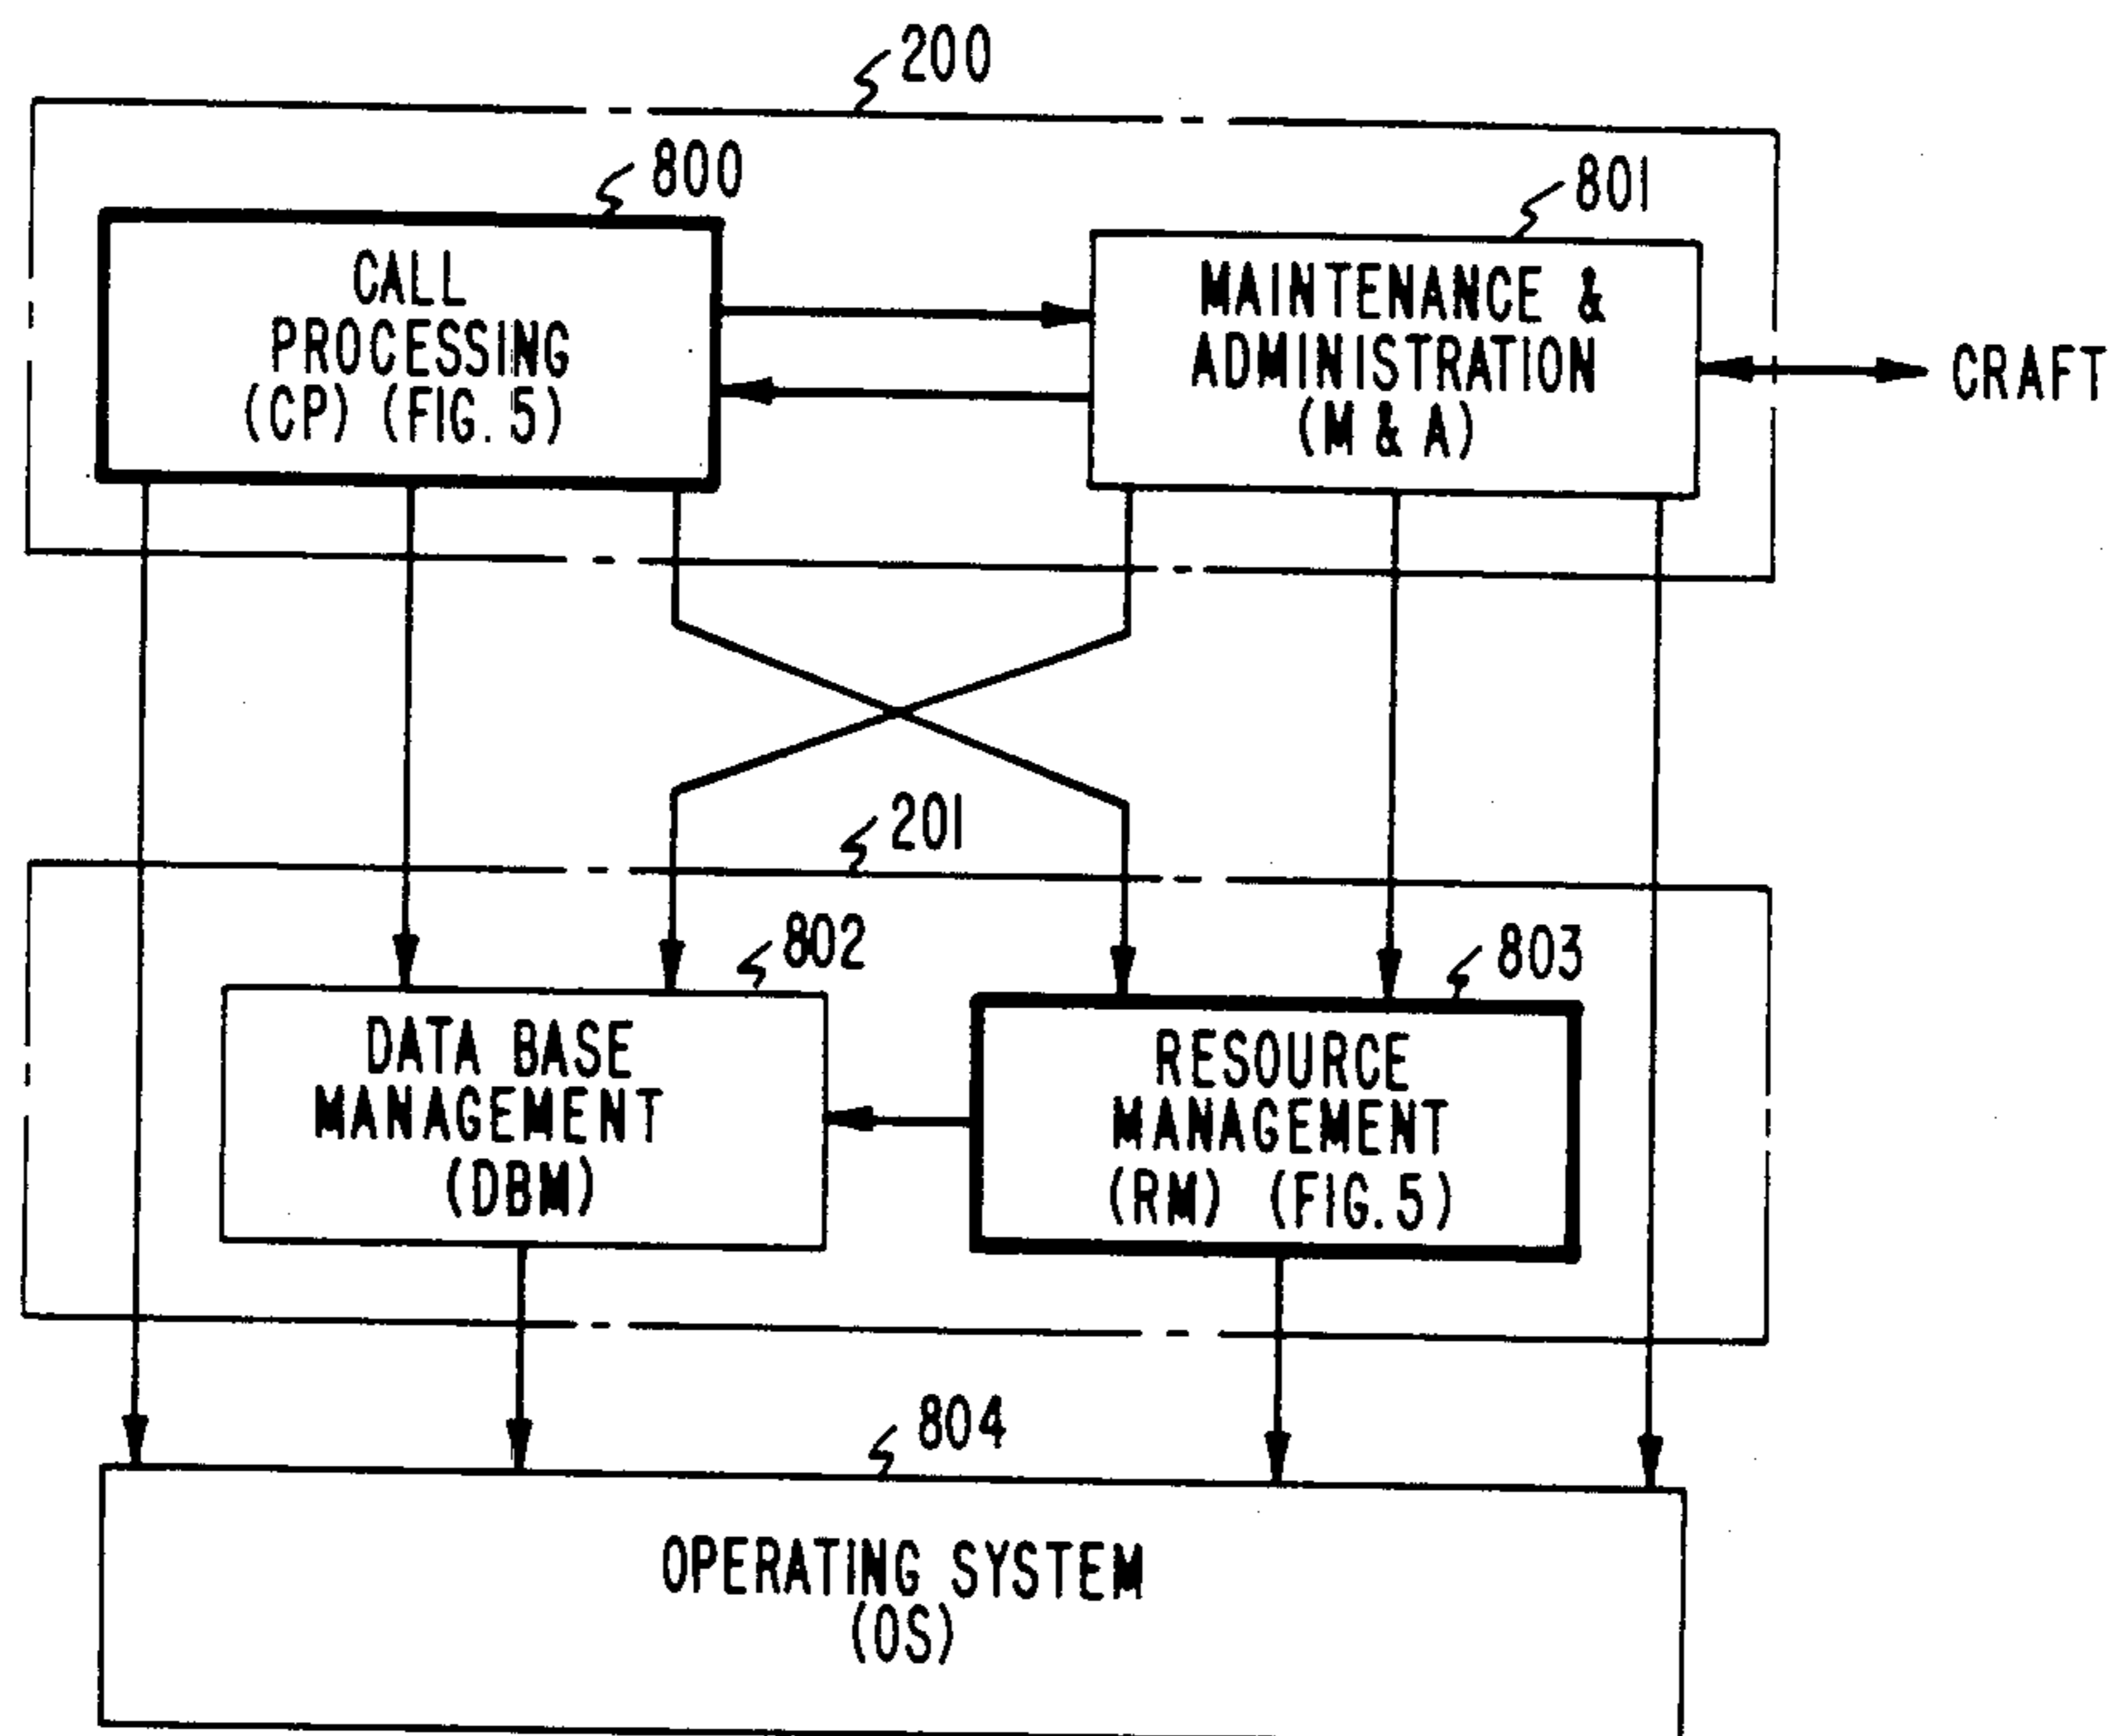 200
800
801
CALL
PROCESSING
(CP) (FIG. 5)
MAINTENANCE &
ADMINISTRATION
(M & A)
CRAFT
201
802
803
DATA BASE
MANAGEMENT
(DBM)
RESOURCE
MANAGEMENT
(RM) (FIG. 5)
804
OPERATING SYSTEM
(OS)